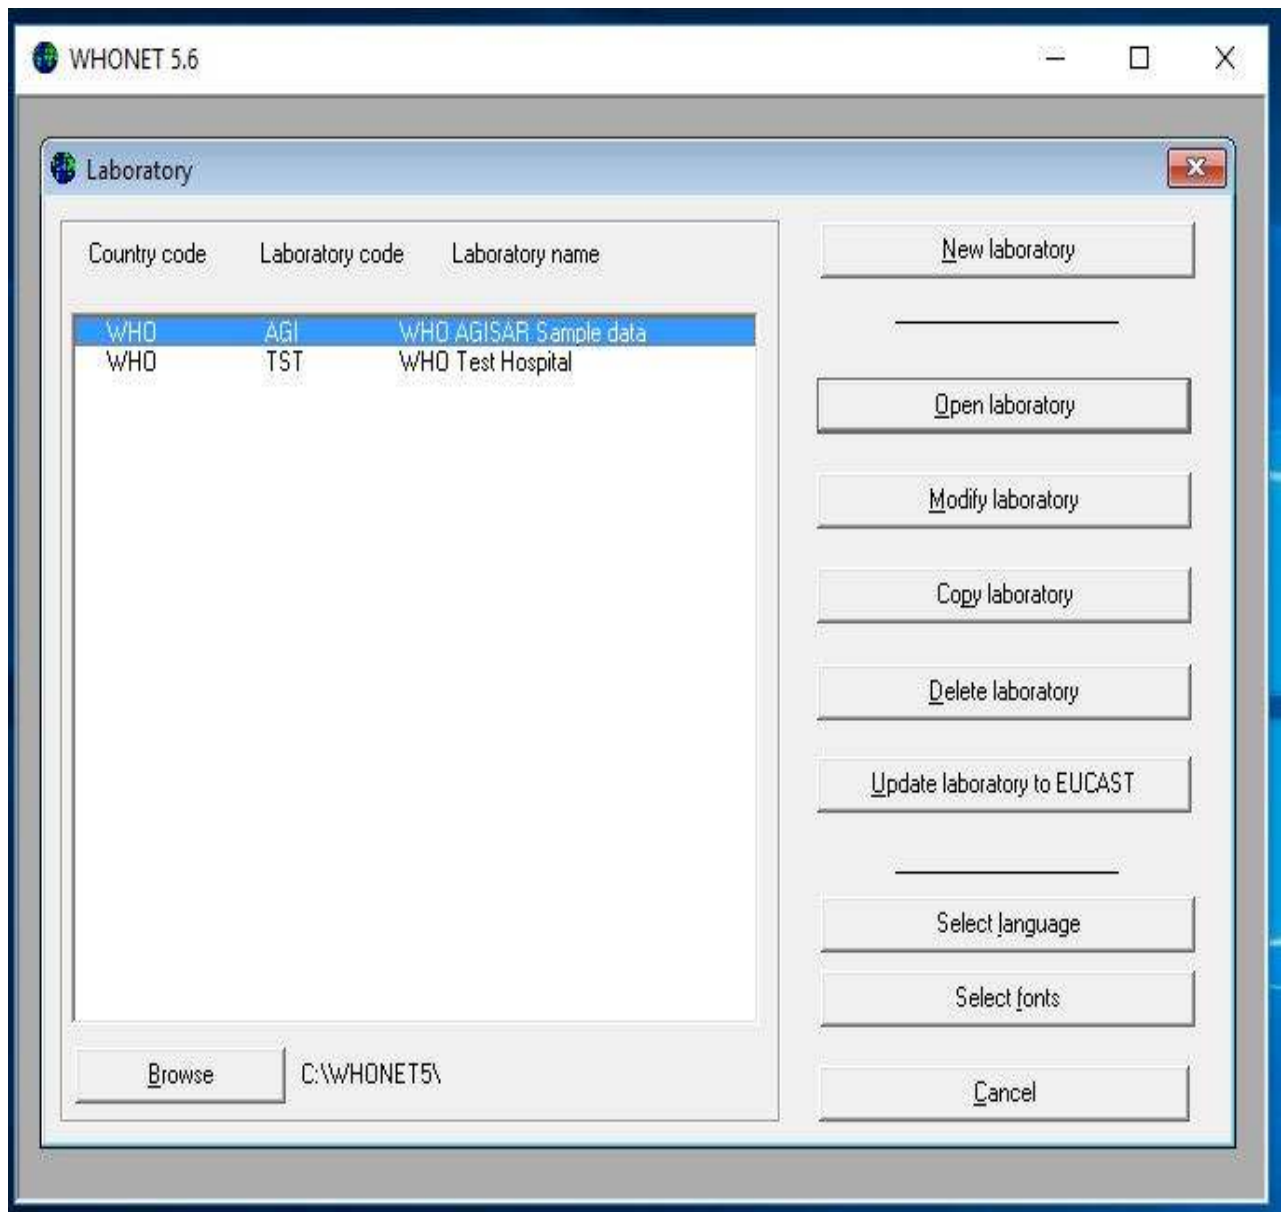 WHONET 5.6
Laboratory
Country code Laboratory code Laboratory name
WHO AGI WHO AGISAR Sample data
WHO TST WHO Test Hospital
Browse C:\WHONET5\
New laboratory
Open laboratory
Modify laboratory
Copy laboratory
Delete laboratory
Update laboratory to EUCAST
Select language
Select fonts
Cancel